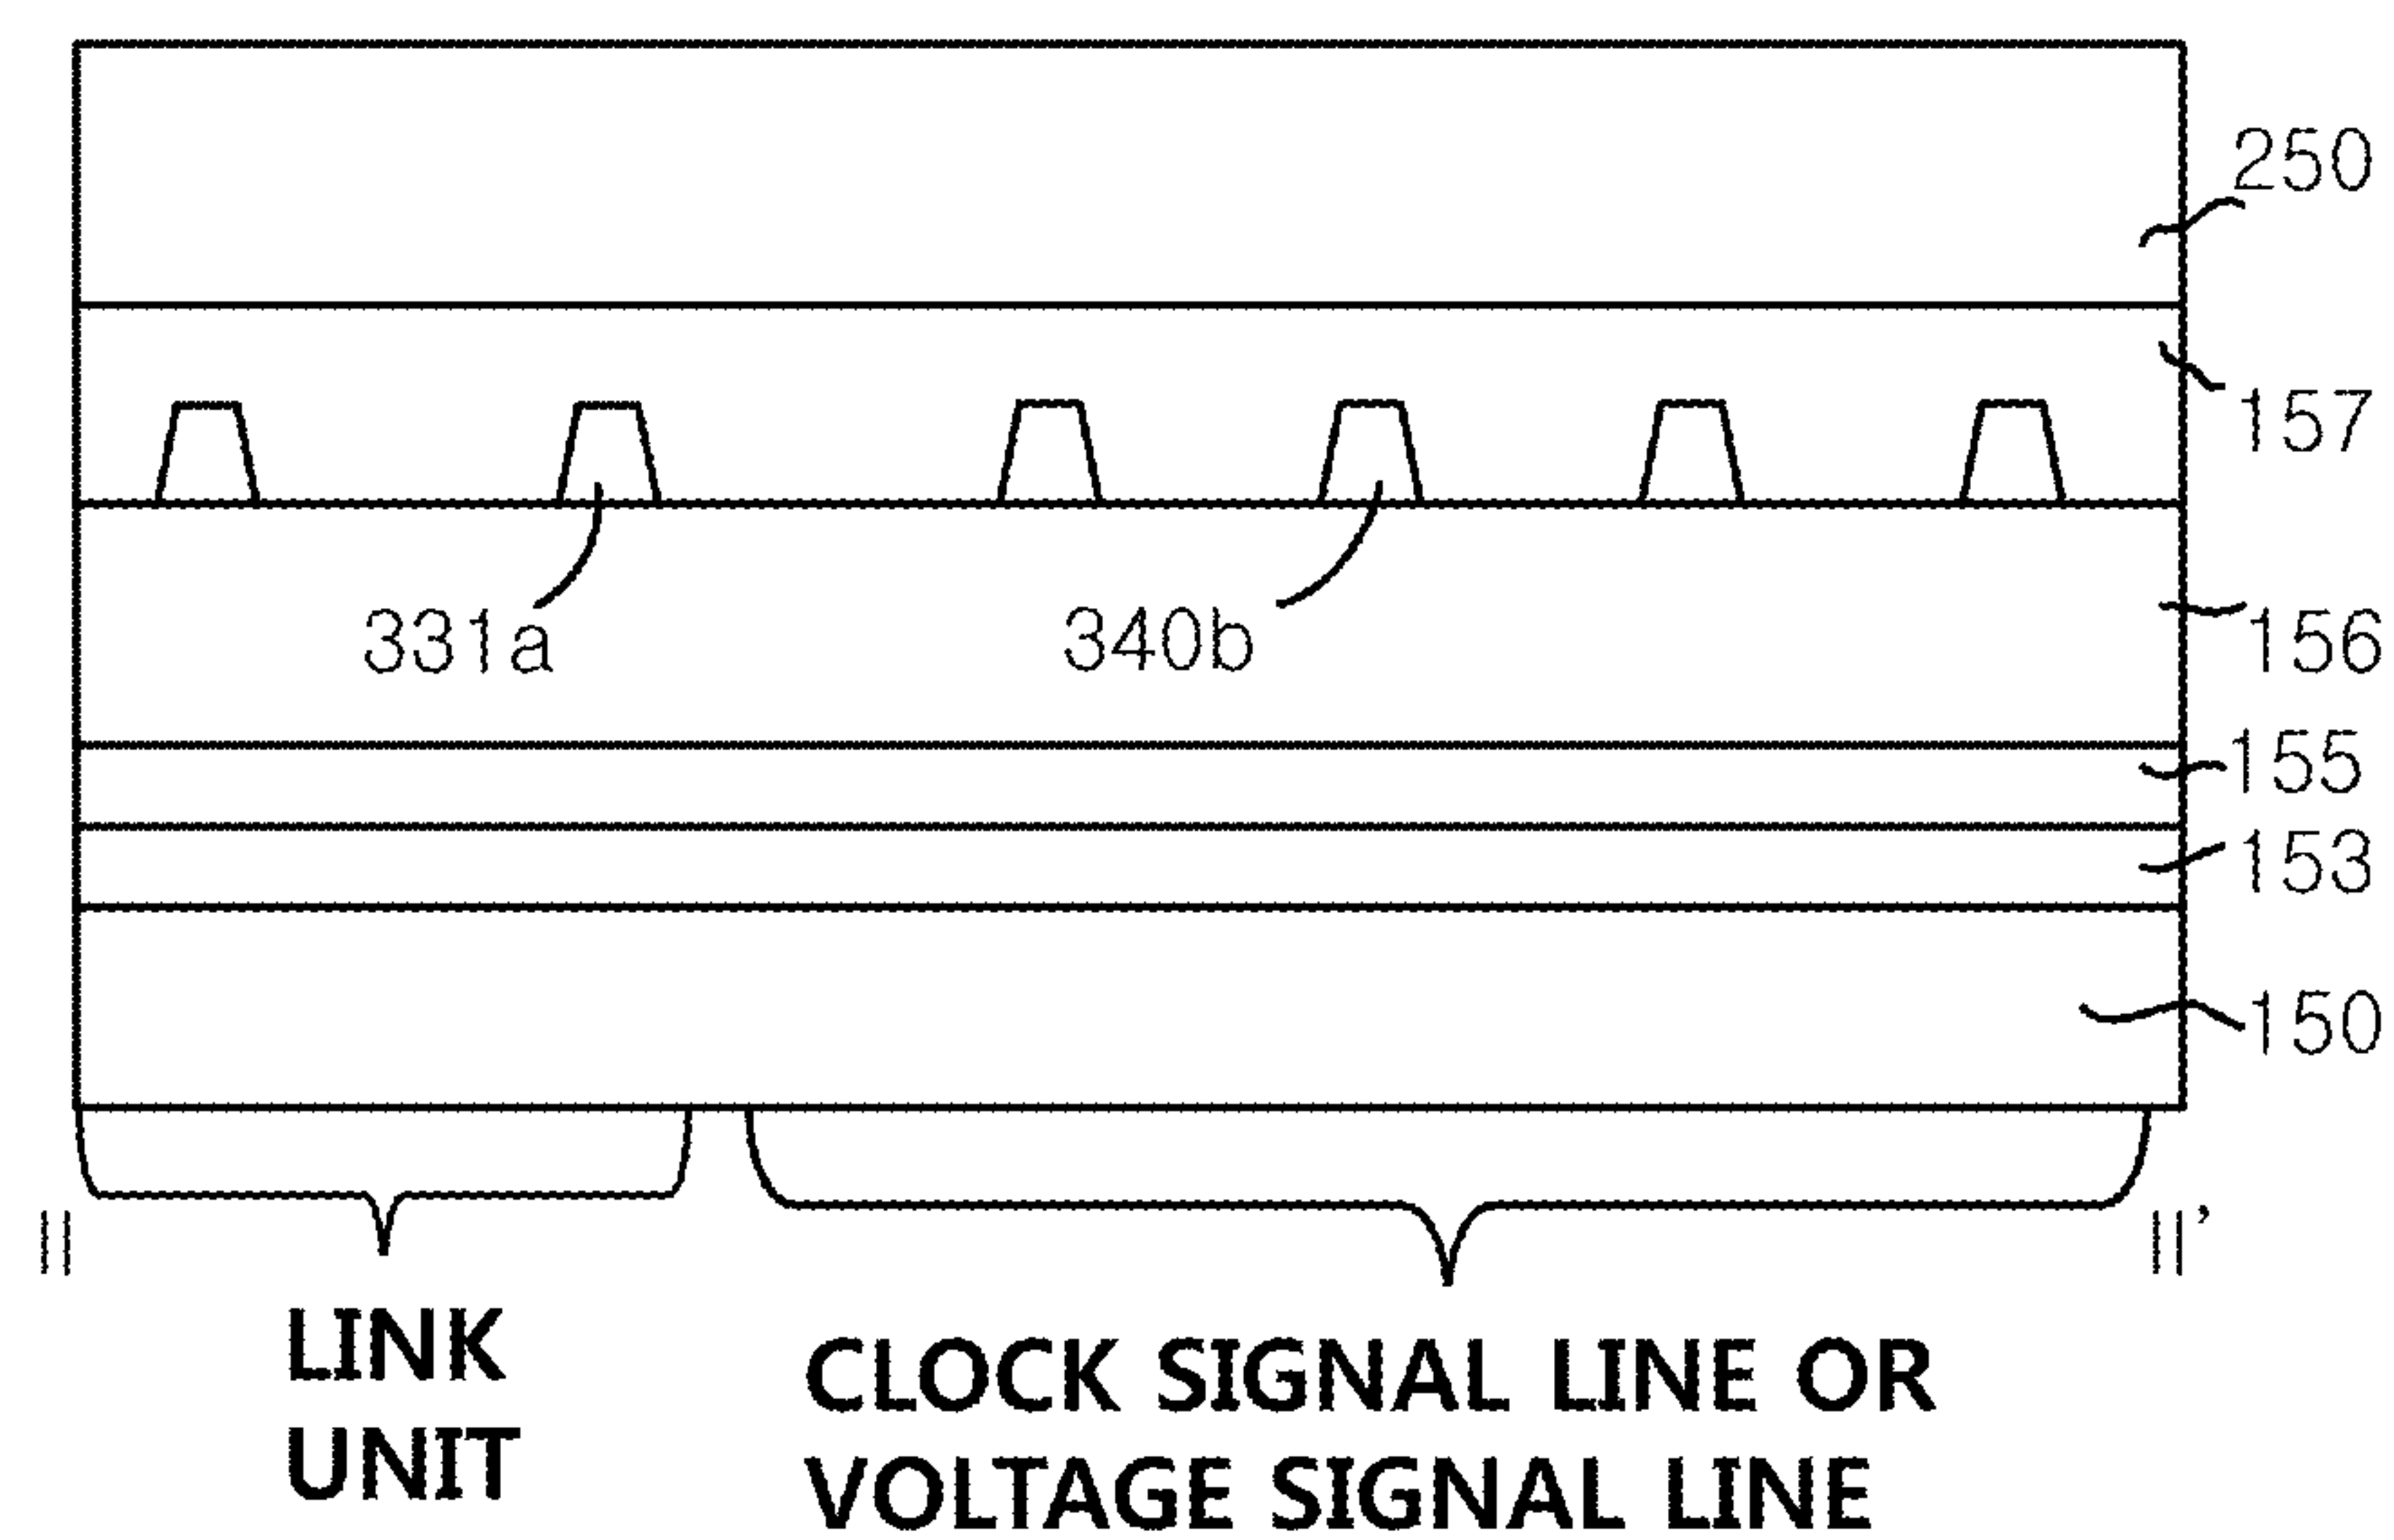 250
157
331a
340b
156
155
153
150
II
II’
LINK
UNIT
CLOCK SIGNAL LINE OR
VOLTAGE SIGNAL LINE